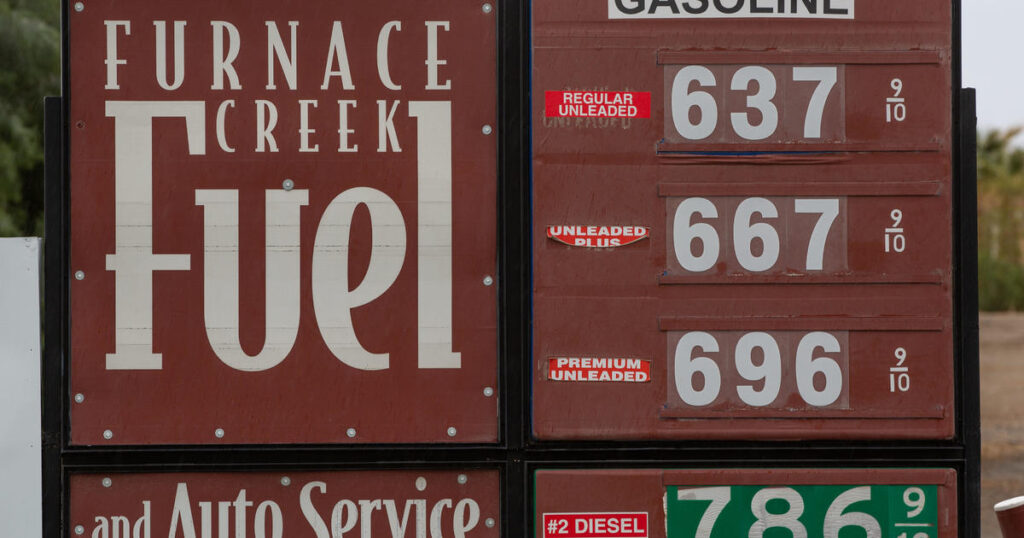 FURNACE
CREEK
Fuel
and Auto Service
GASOLINE
REGULAR
UNLEADED
637 9/10
UNLEADED
PLUS
667 9/10
PREMIUM
UNLEADED
696 9/10
#2 DIESEL
786 9/10